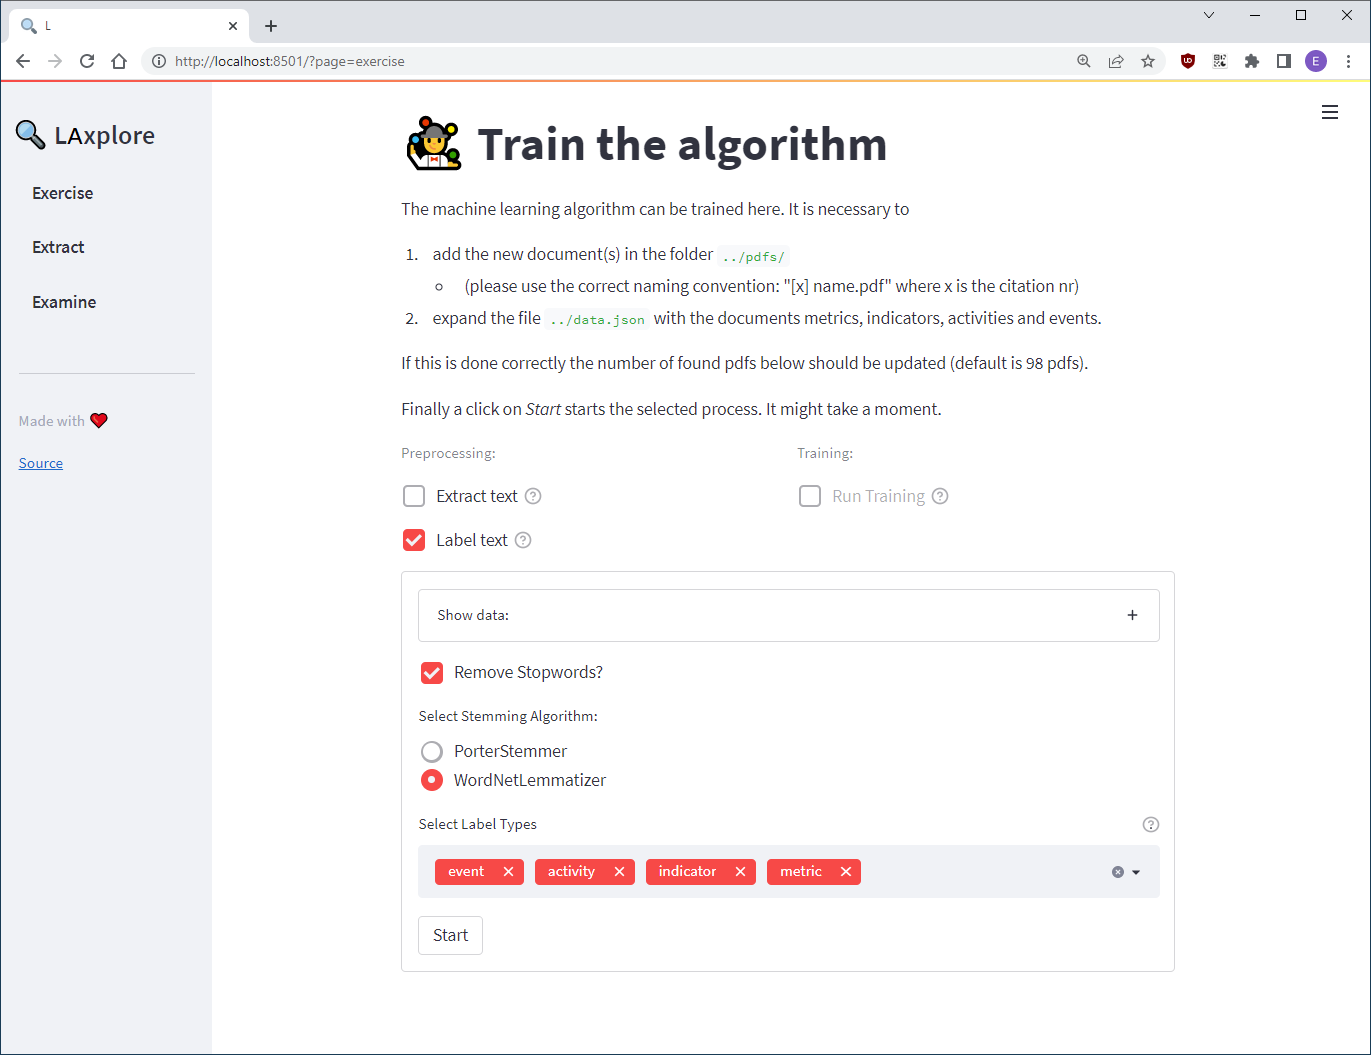 L
http://localhost:8501/?page=exercise
E
LAxplore
Exercise
Extract
Examine
Made with
Source
Train the algorithm
The machine learning algorithm can be trained here. It is necessary to
1. add the new document(s) in the folder ../pdfs/
(please use the correct naming convention: "[x] name.pdf" where x is the citation nr)
2. expand the file ../data.json with the documents metrics, indicators, activities and events.
If this is done correctly the number of found pdfs below should be updated (default is 98 pdfs).
Finally a click on Start starts the selected process. It might take a moment.
Preprocessing: Training:
Extract text Run Training
Label text
Show data:
Remove Stopwords?
Select Stemming Algorithm:
PorterStemmer
WordNetLemmatizer
Select Label Types
event activity indicator metric
Start